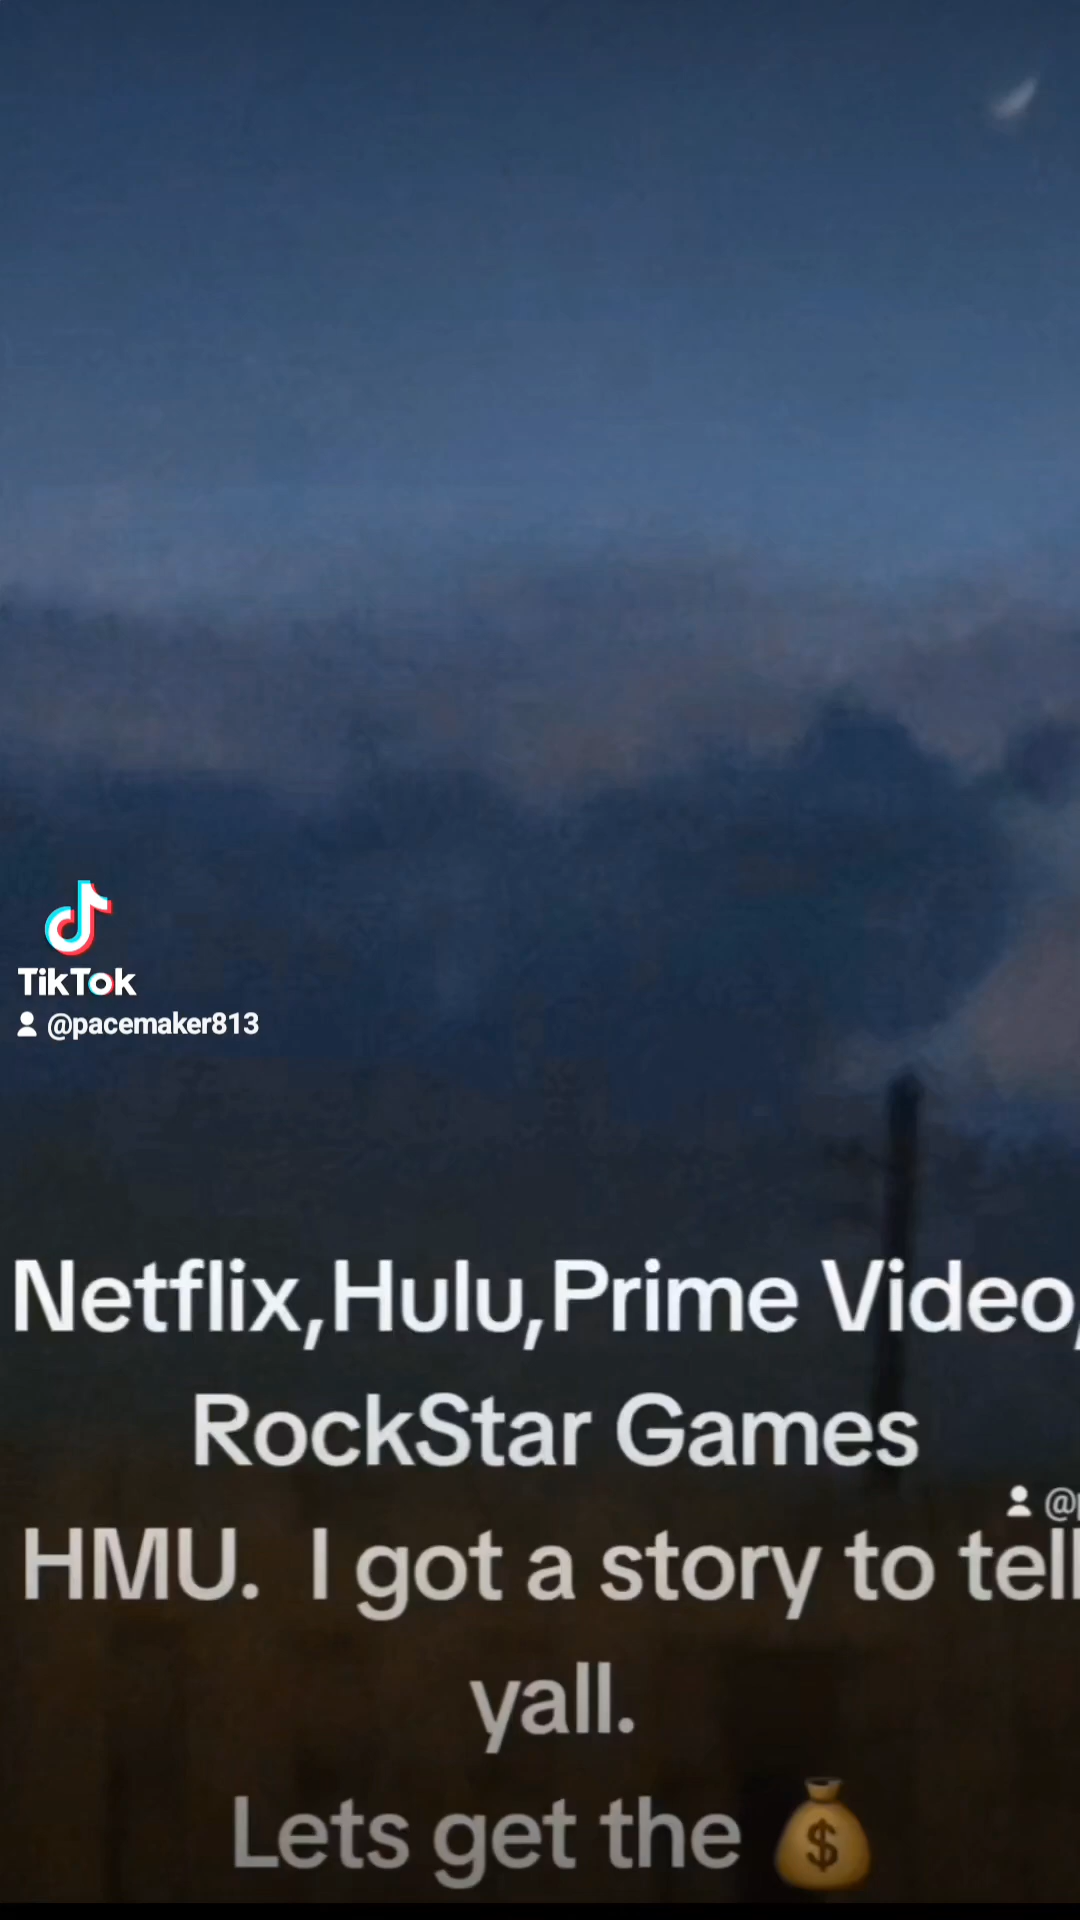 TikTok
@pacemaker813
Netflix,Hulu,Prime Video,
RockStar Games
HMU.  I got a story to tell
yall.
Lets get the 💰